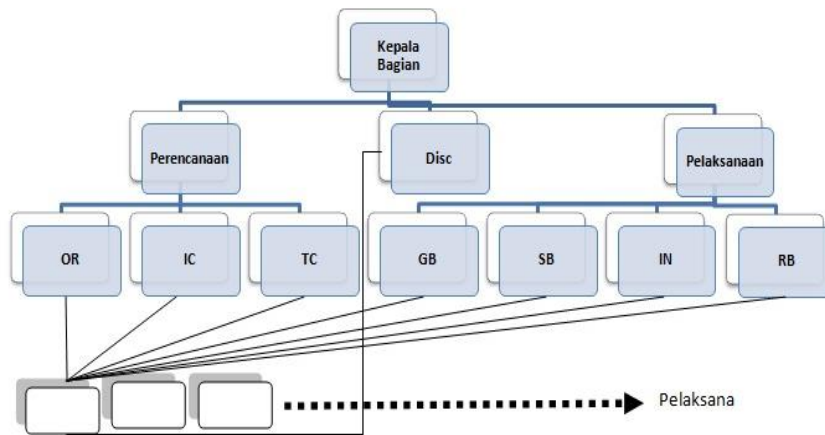 Kepala
Bagian
Perencanaan
Disc
Pelaksanaan
OR
IC
TC
GB
SB
IN
RB
Pelaksana